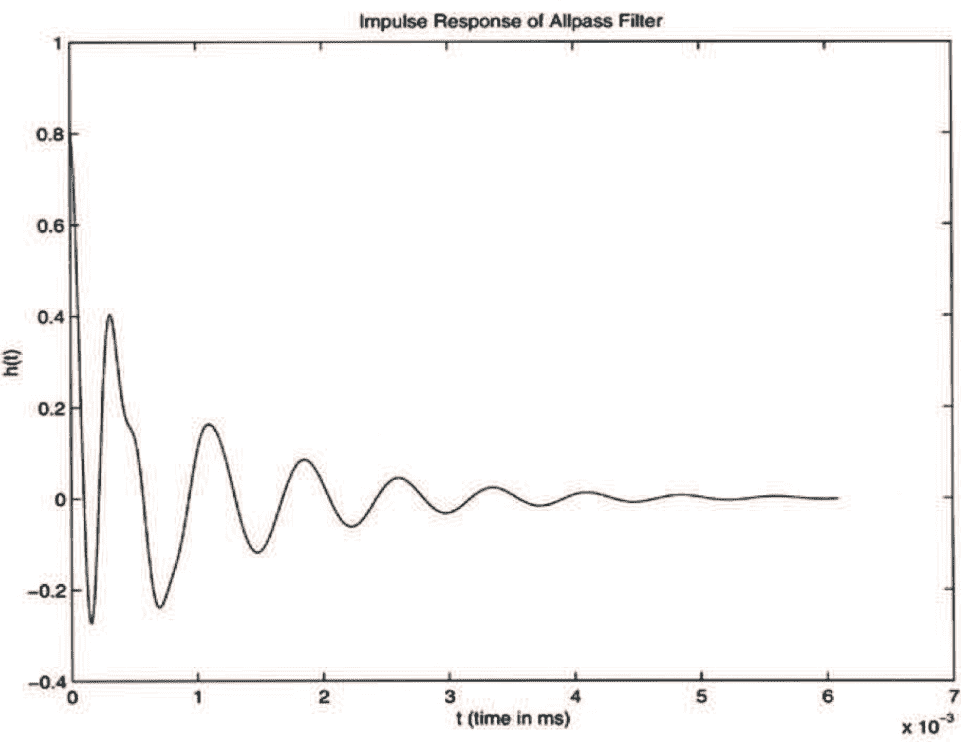 Impulse Response of Allpass Filter
1
0.8
0.6
0.4
0.2
0
−0.2
−0.4
h(t)
0 1 2 3 4 5 6 7
t (time in ms)
x 10⁻³